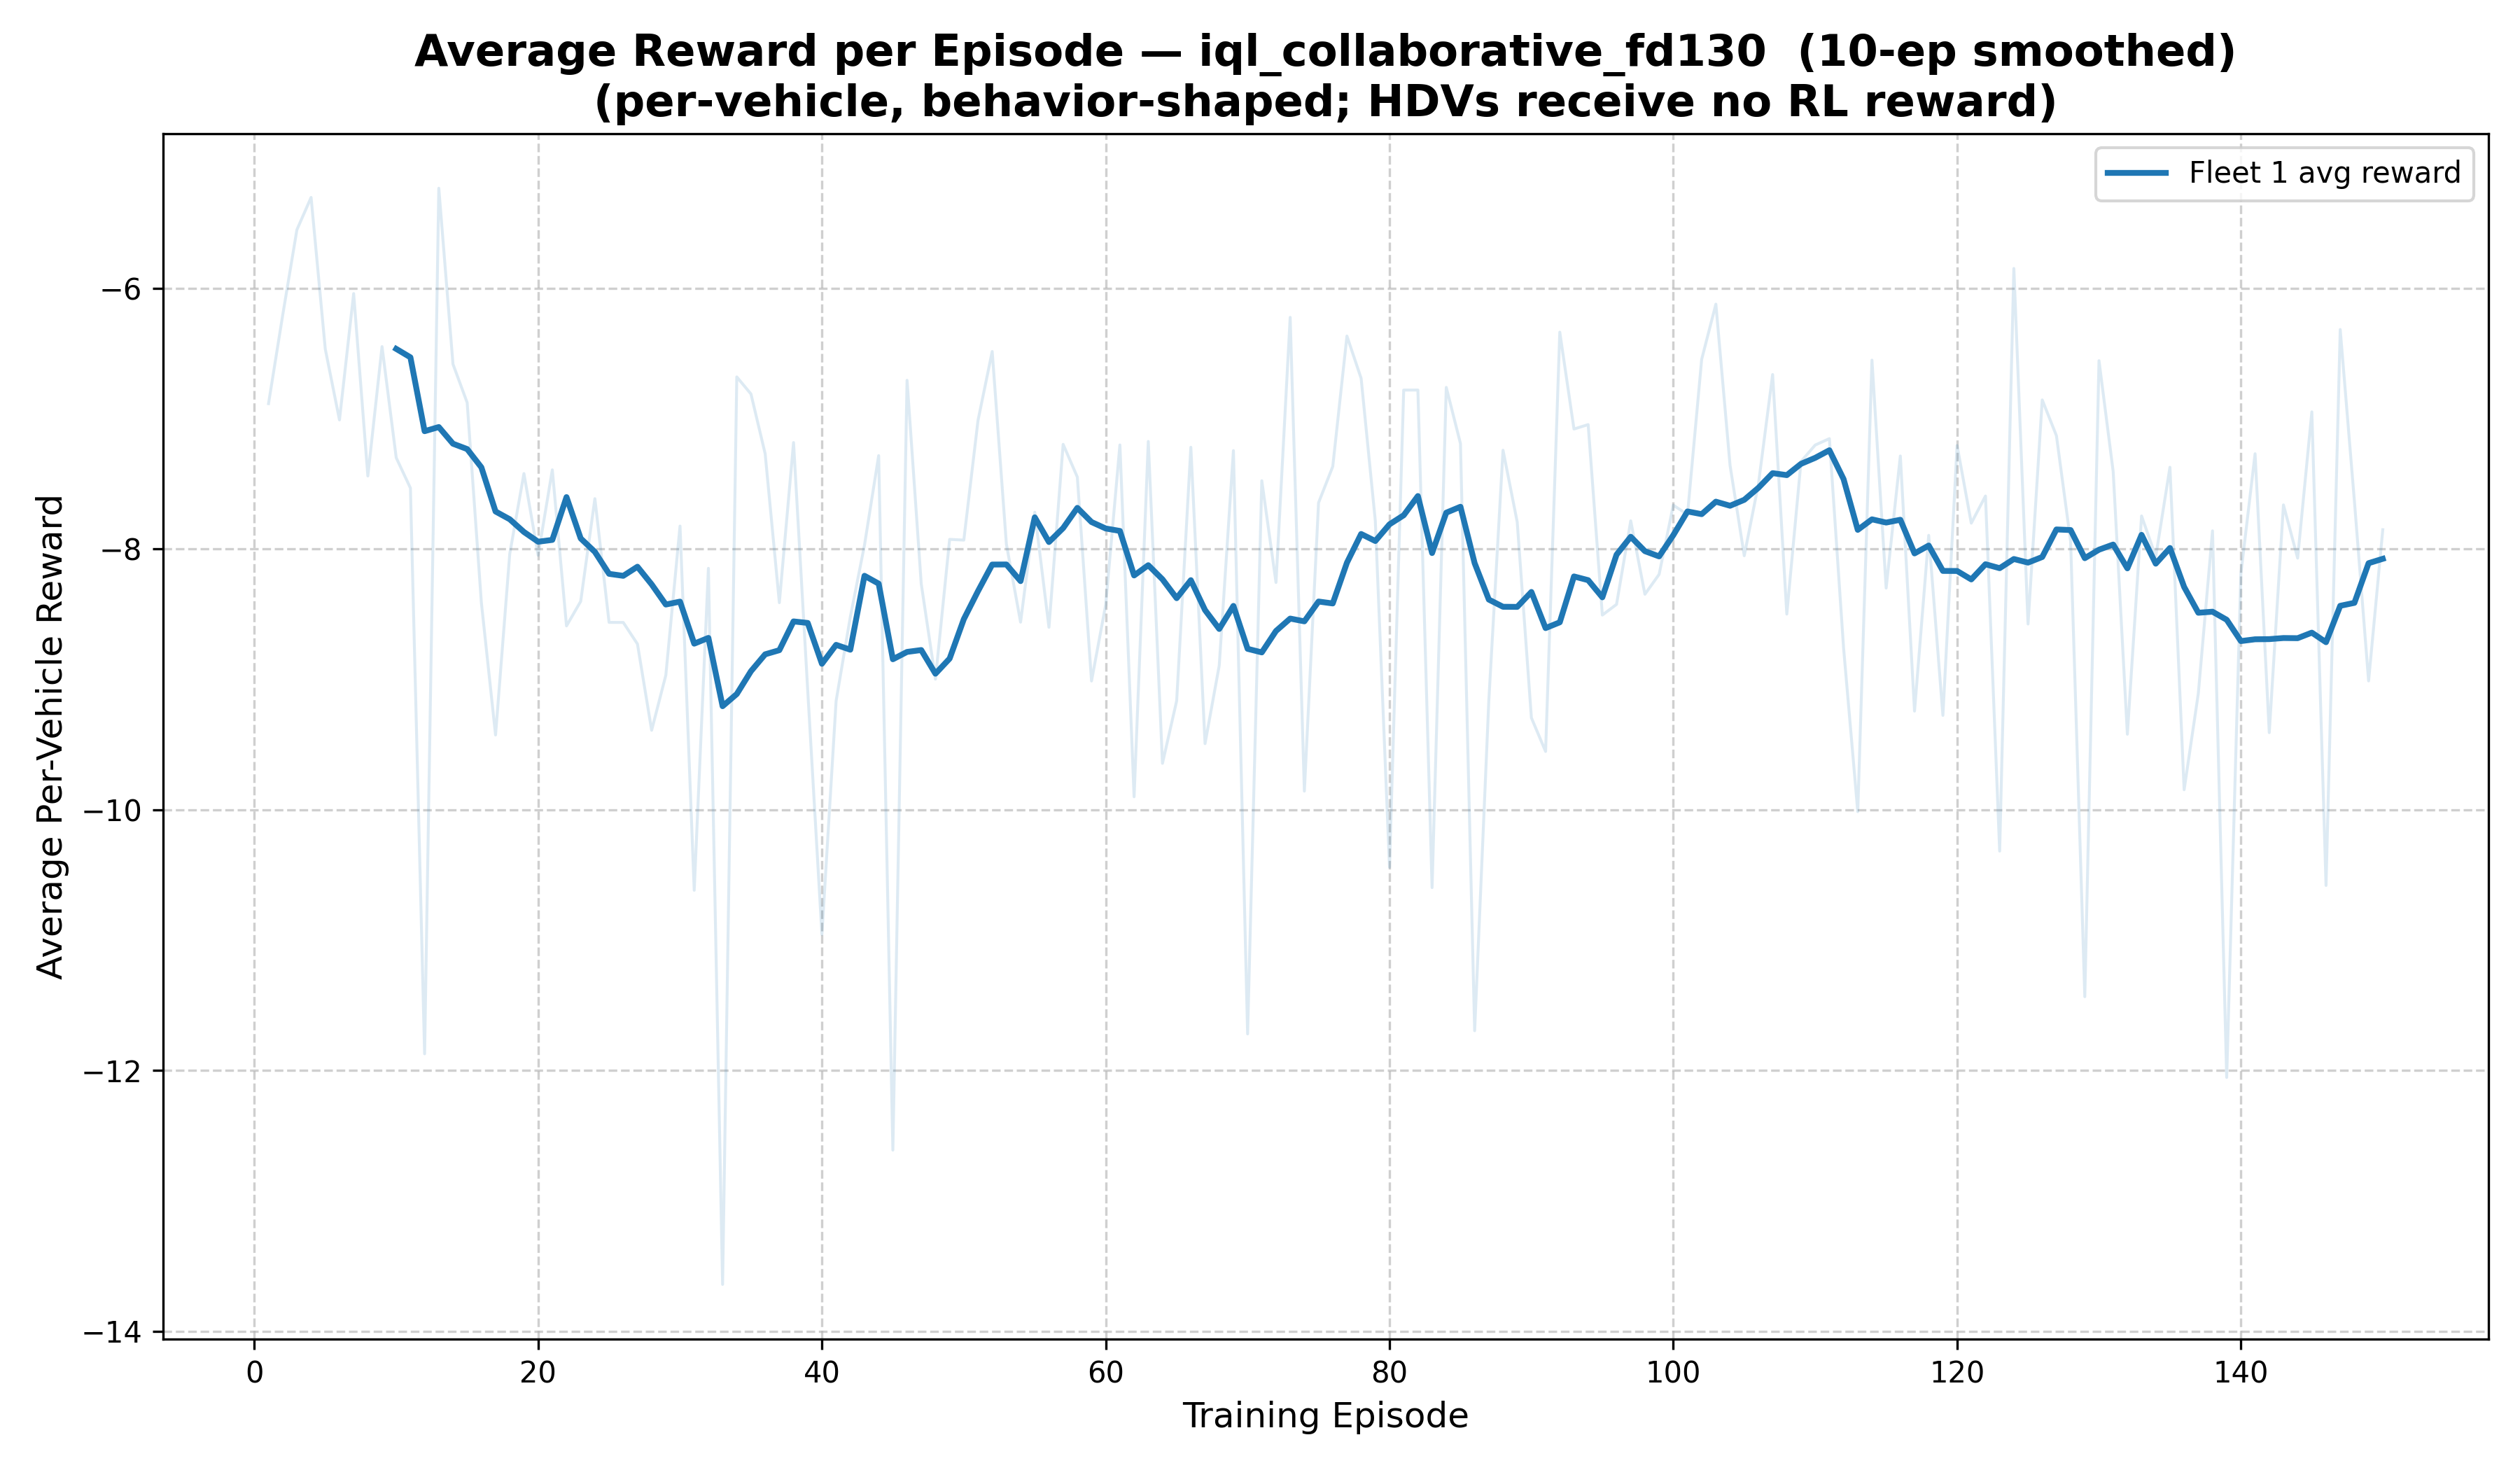 Average Reward per Episode — iql_collaborative_fd130 (10-ep smoothed)
(per-vehicle, behavior-shaped; HDVs receive no RL reward)
Fleet 1 avg reward
Average Per-Vehicle Reward
−6
−8
−10
−12
−14
0
20
40
60
80
100
120
140
Training Episode